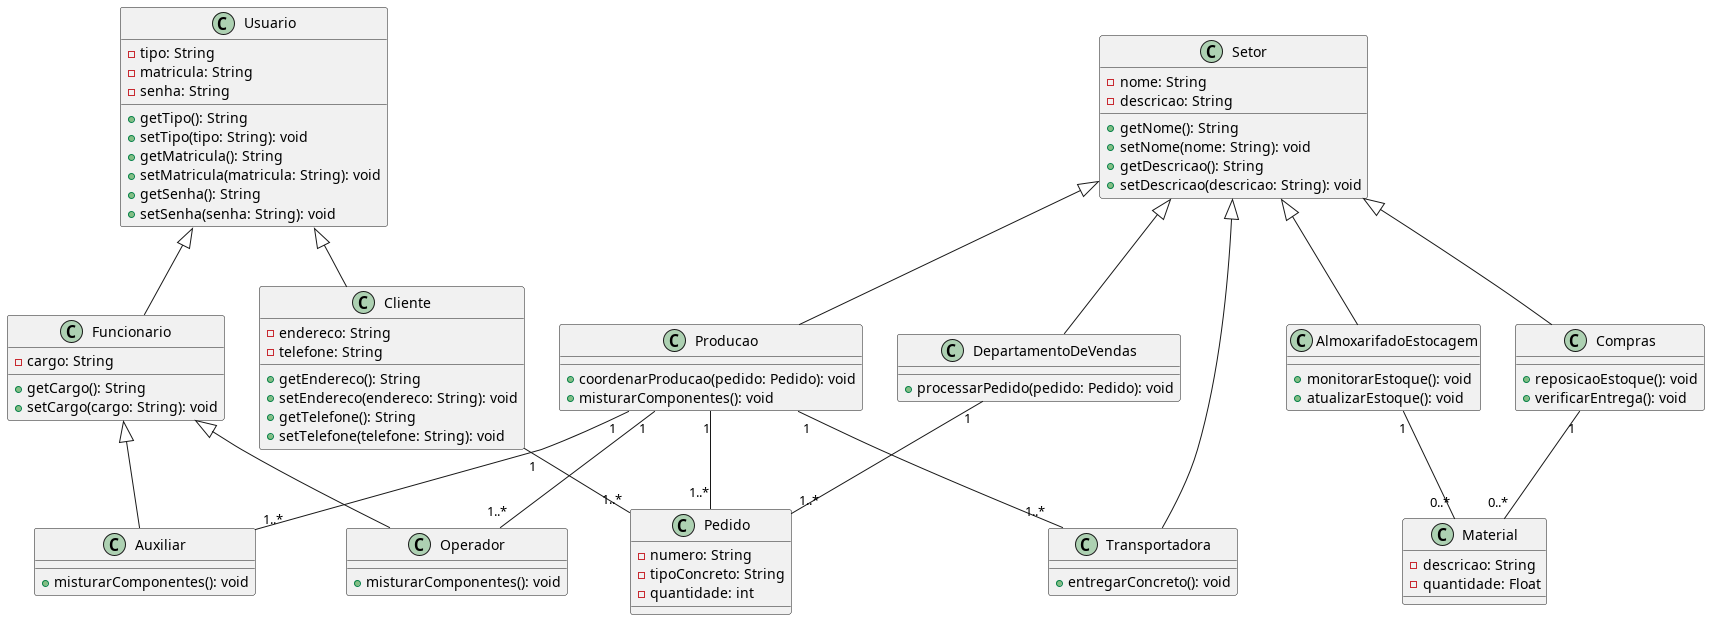 C Usuario
tipo: String
matricula: String
senha: String
getTipo(): String
setTipo(tipo: String): void
getMatricula(): String
setMatricula(matricula: String): void
getSenha(): String
setSenha(senha: String): void
C Setor
nome: String
descricao: String
getNome(): String
setNome(nome: String): void
getDescricao(): String
setDescricao(descricao: String): void
C Funcionario
cargo: String
getCargo(): String
setCargo(cargo: String): void
C Cliente
endereco: String
telefone: String
getEndereco(): String
setEndereco(endereco: String): void
getTelefone(): String
setTelefone(telefone: String): void
C Producao
coordenarProducao(pedido: Pedido): void
misturarComponentes(): void
C DepartamentoDeVendas
processarPedido(pedido: Pedido): void
C AlmoxarifadoEstocagem
monitorarEstoque(): void
atualizarEstoque(): void
C Compras
reposicaoEstoque(): void
verificarEntrega(): void
1
1
1
1
1
1
1
1
1..*
1..*
1..*
1..*
1..*
1..*
0..*
0..*
C Auxiliar
misturarComponentes(): void
C Operador
misturarComponentes(): void
C Pedido
numero: String
tipoConcreto: String
quantidade: int
C Transportadora
entregarConcreto(): void
C Material
descricao: String
quantidade: Float